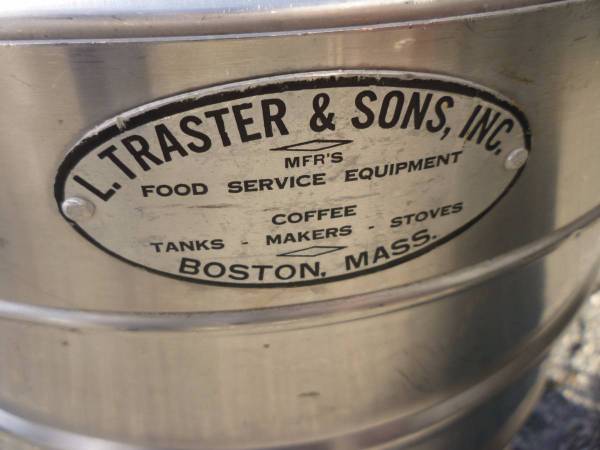 L. TRASTER & SONS, INC.
MFR'S
FOOD SERVICE EQUIPMENT
COFFEE
TANKS - MAKERS - STOVES
BOSTON, MASS.